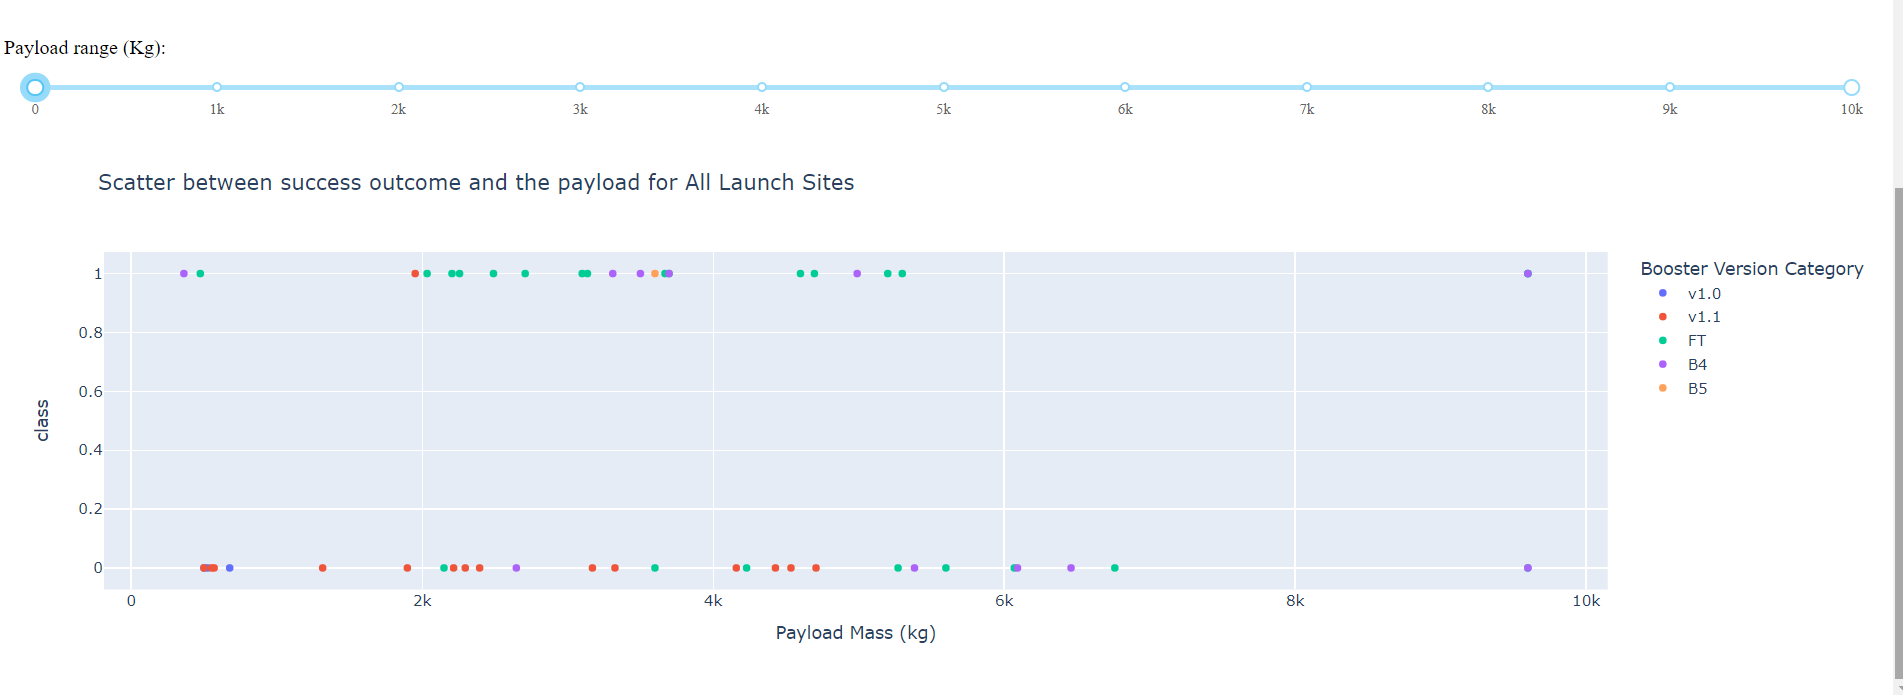 Payload range (Kg):
0 1k 2k 3k 4k 5k 6k 7k 8k 9k 10k
Scatter between success outcome and the payload for All Launch Sites
Booster Version Category
v1.0
v1.1
FT
B4
B5
1
0.8
0.6
0.4
0.2
0
class
0 2k 4k 6k 8k 10k
Payload Mass (kg)